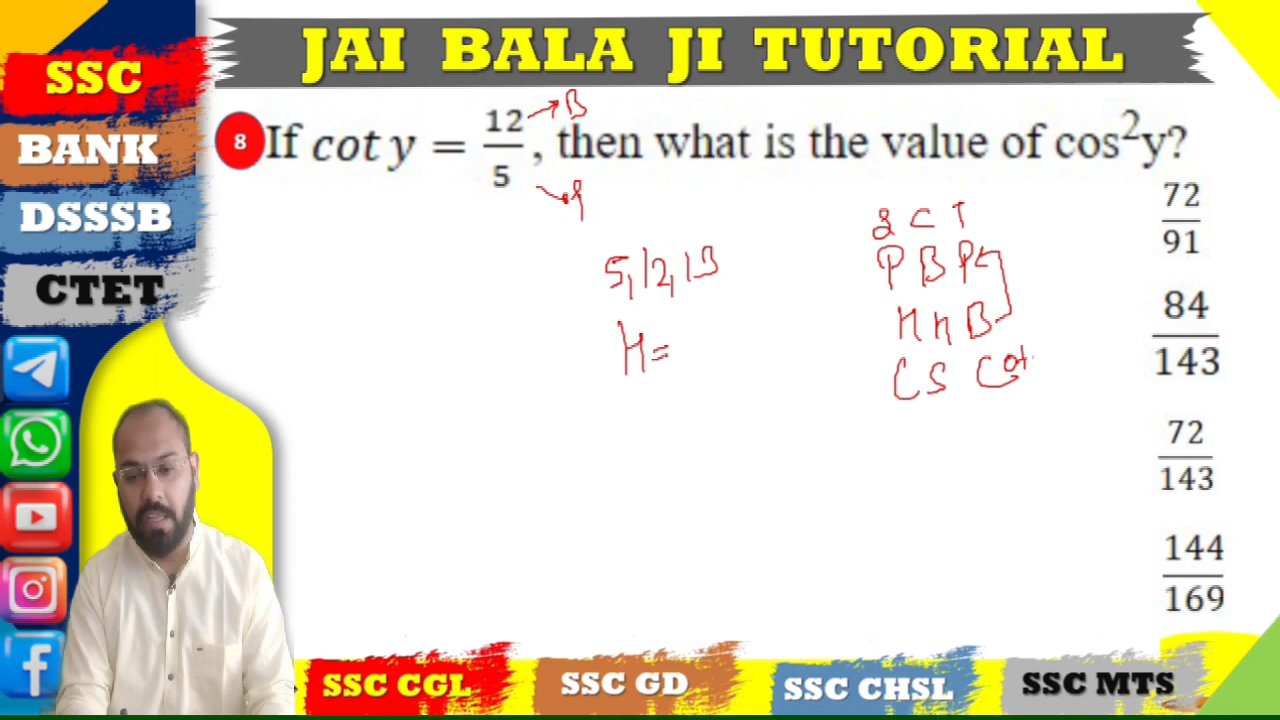 JAI BALA JI TUTORIAL
SSC
BANK
DSSSB
CTET
8 If cot y = 12/5, then what is the value of cos²y?
B
5, 12, 13
H =
C T
P B P
H H B
C S Cot
72/91
84/143
72/143
144/169
SSC CGL
SSC GD
SSC CHSL
SSC MTS